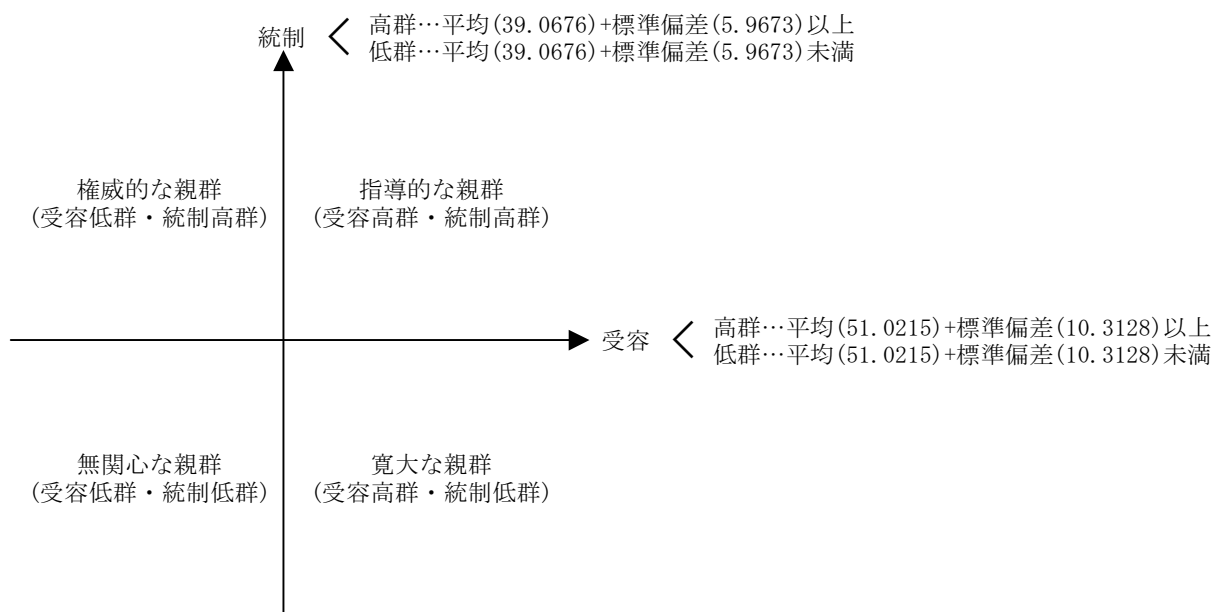 統制
高群…平均(39.0676)+標準偏差(5.9673)以上
低群…平均(39.0676)+標準偏差(5.9673)未満
権威的な親群
(受容低群・統制高群)
指導的な親群
(受容高群・統制高群)
受容
高群…平均(51.0215)+標準偏差(10.3128)以上
低群…平均(51.0215)+標準偏差(10.3128)未満
無関心な親群
(受容低群・統制低群)
寛大な親群
(受容高群・統制低群)